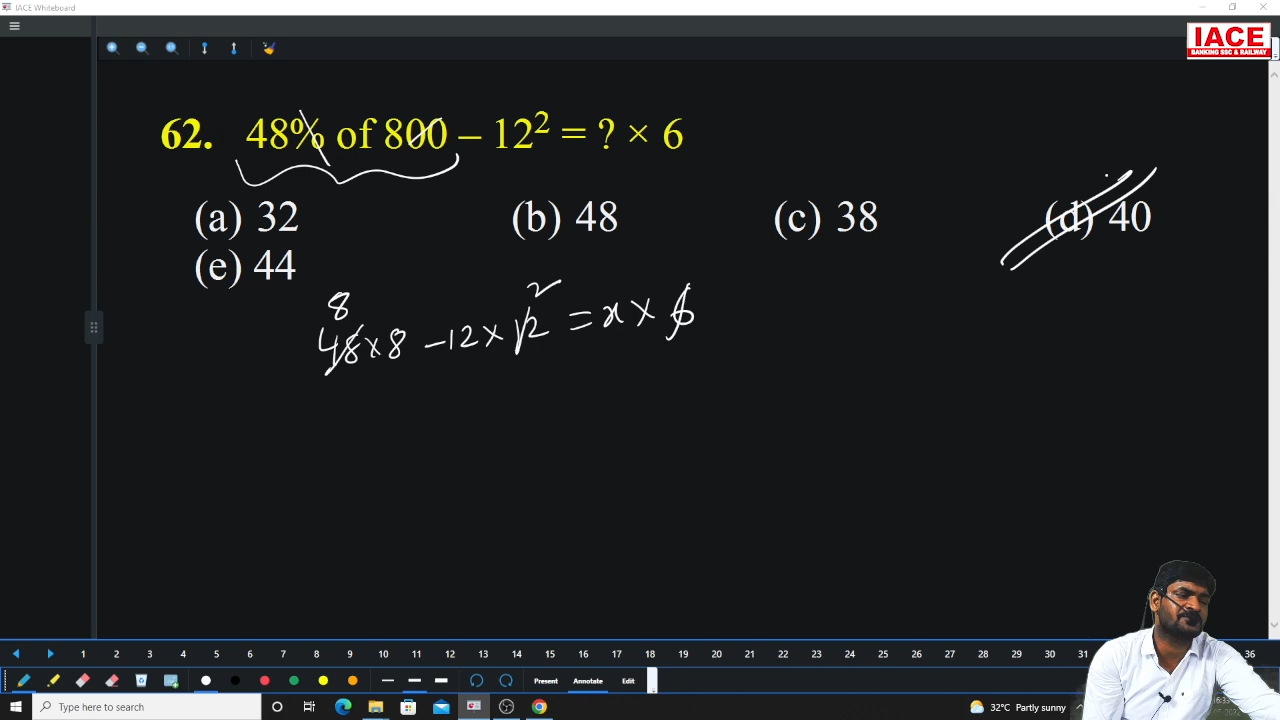 IACE Whiteboard
IACE
BANKING SSC & RAILWAY
62. 48% of 800 – 12² = ? × 6
(a) 32 (b) 48 (c) 38 (d) 40
(e) 44
8 2
48 × 8 – 12 × 12 = x × 6
1 2 3 4 5 6 7 8 9 10 11 12 13 14 15 16 17 18 19 20 21 22 23 24 25 26 27 28 29 30 31 36
Present Annotate Edit
Type here to search
32°C Partly sunny